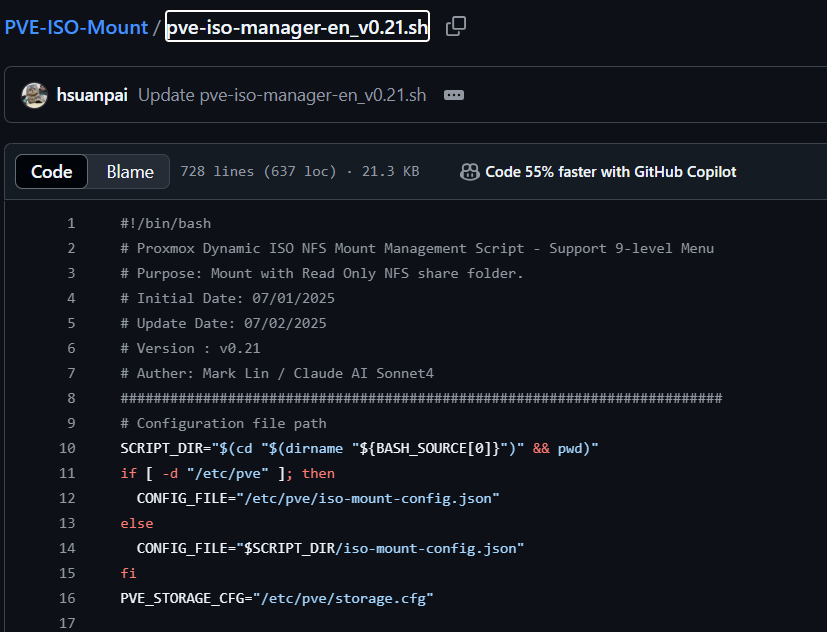 PVE-ISO-Mount / pve-iso-manager-en_v0.21.sh
hsuanpai Update pve-iso-manager-en_v0.21.sh
Code Blame 728 lines (637 loc) · 21.3 KB Code 55% faster with GitHub Copilot
1 #!/bin/bash
2 # Proxmox Dynamic ISO NFS Mount Management Script - Support 9-level Menu
3 # Purpose: Mount with Read Only NFS share folder.
4 # Initial Date: 07/01/2025
5 # Update Date: 07/02/2025
6 # Version : v0.21
7 # Auther: Mark Lin / Claude AI Sonnet4
8 #########################################################################
9 # Configuration file path
10 SCRIPT_DIR="$(cd "$(dirname "${BASH_SOURCE[0]}")" && pwd)"
11 if [ -d "/etc/pve" ]; then
12 CONFIG_FILE="/etc/pve/iso-mount-config.json"
13 else
14 CONFIG_FILE="$SCRIPT_DIR/iso-mount-config.json"
15 fi
16 PVE_STORAGE_CFG="/etc/pve/storage.cfg"
17